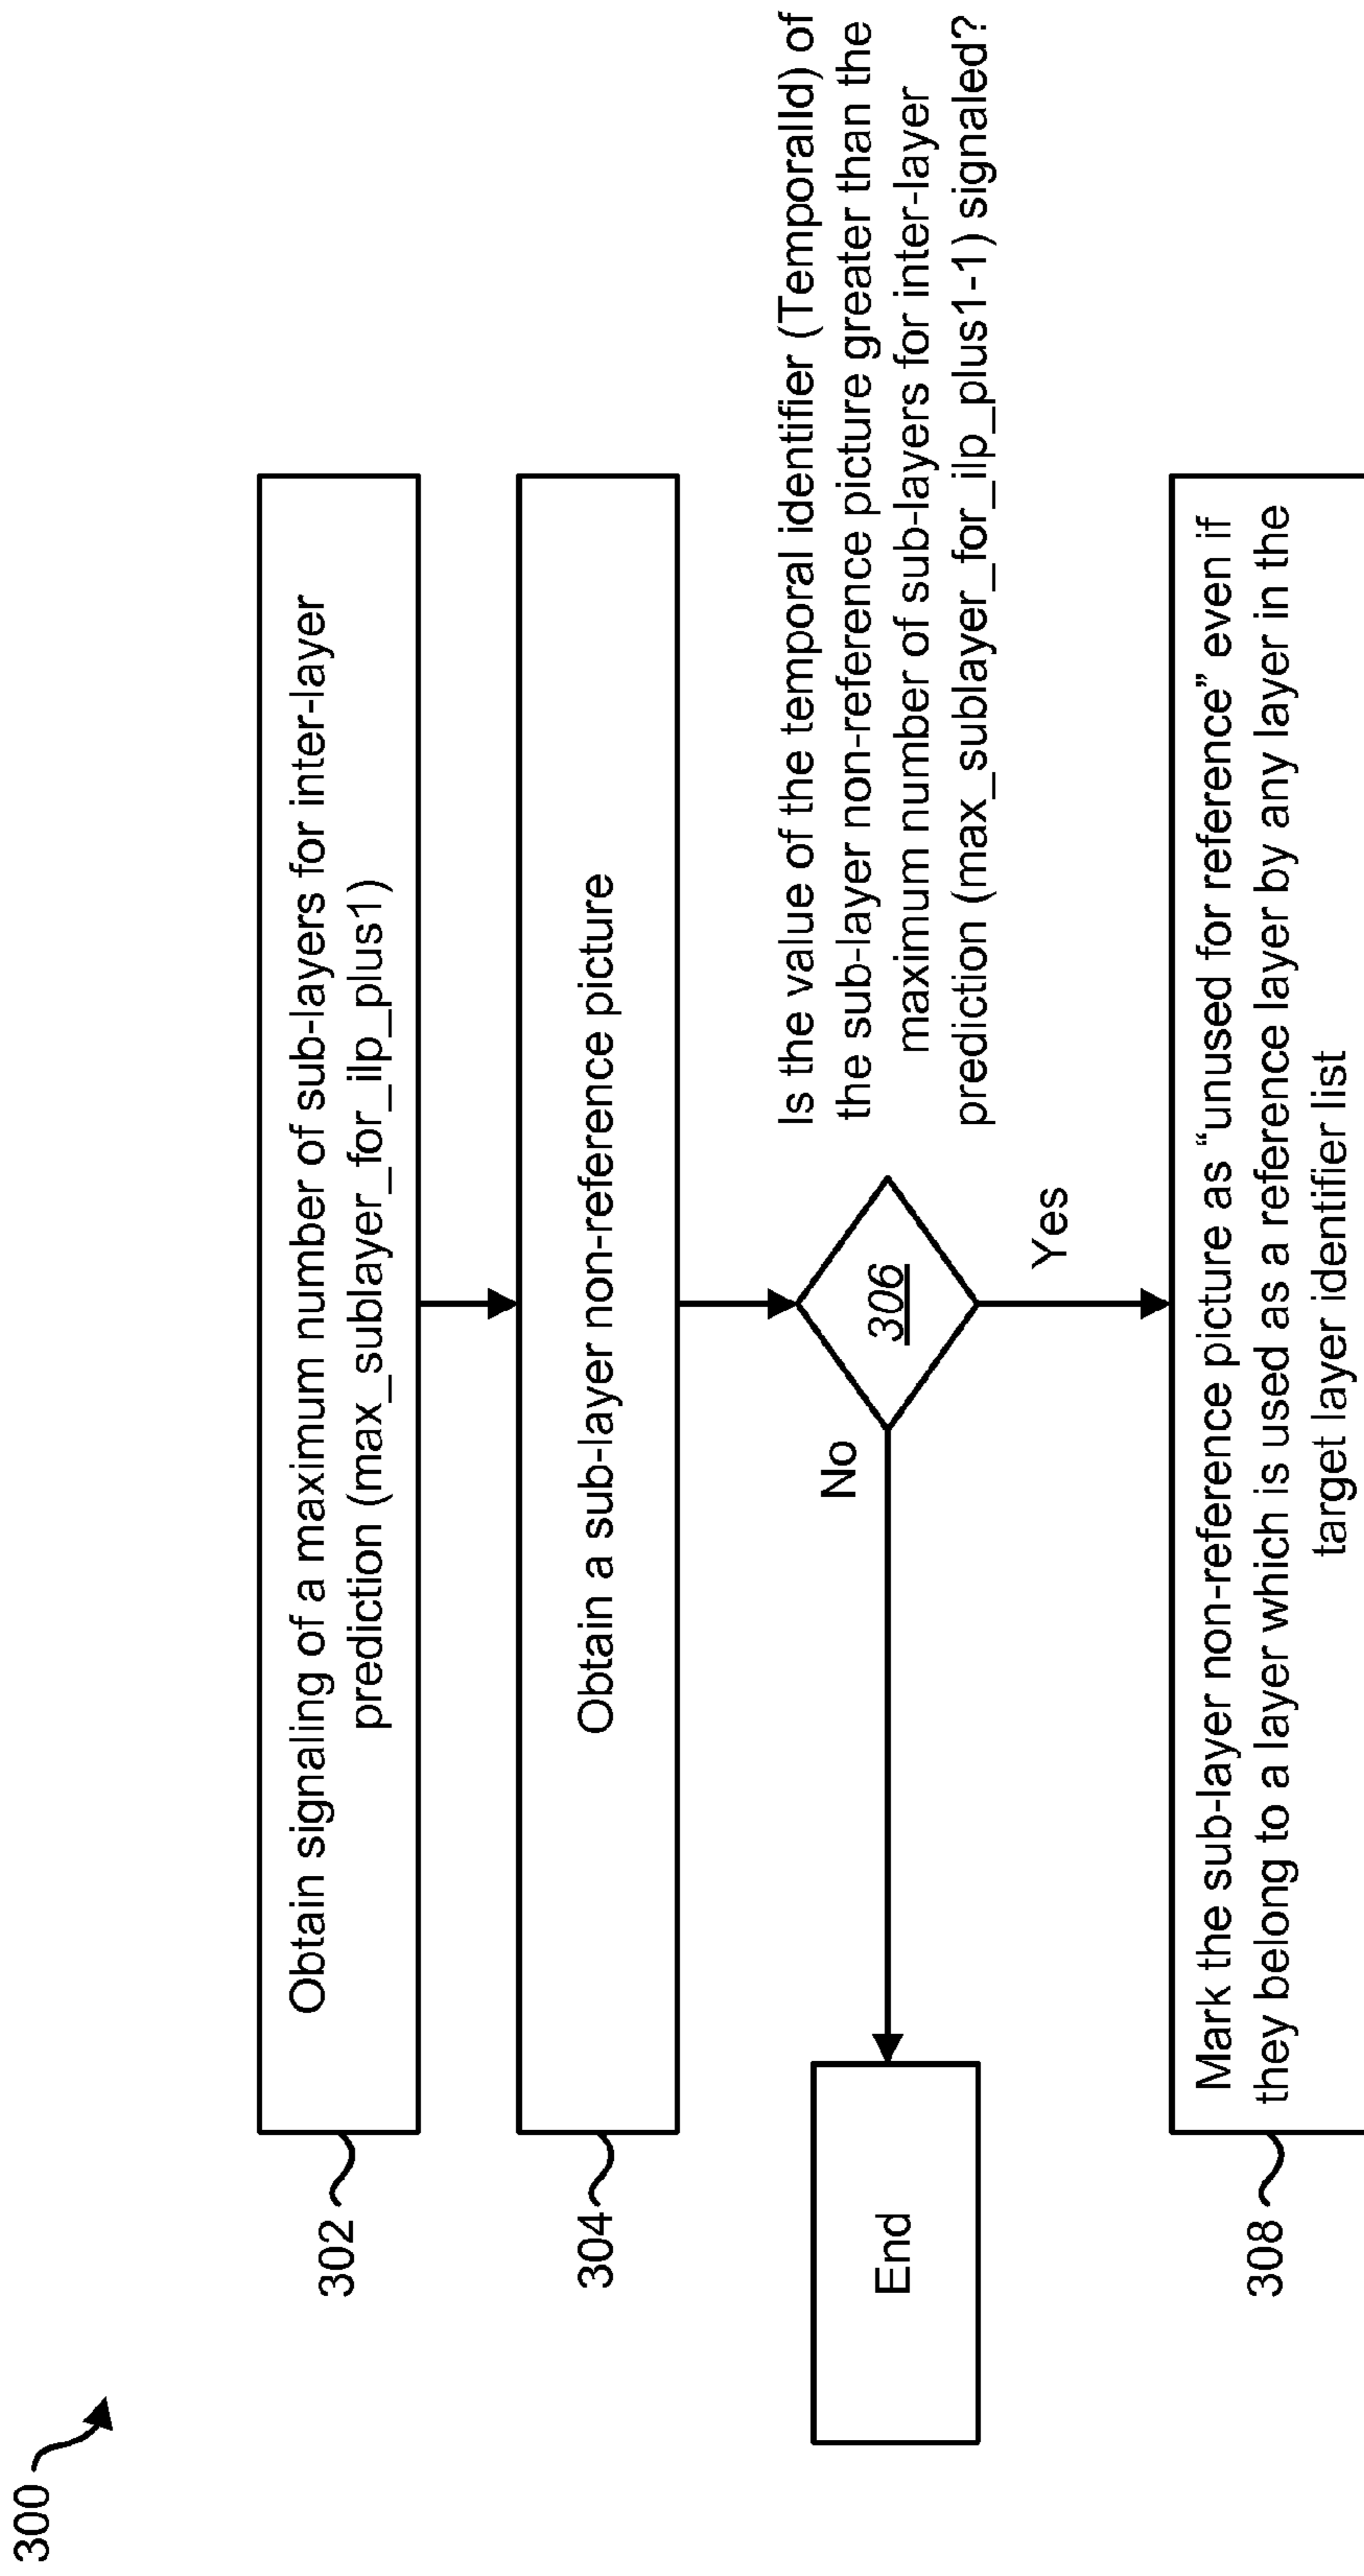 300
302
Obtain signaling of a maximum number of sub-layers for inter-layer
prediction (max_sublayer_for_ilp_plus1)
304
Obtain a sub-layer non-reference picture
Is the value of the temporal identifier (TemporalId) of
the sub-layer non-reference picture greater than the
maximum number of sub-layers for inter-layer
prediction (max_sublayer_for_ilp_plus1-1) signaled?
306
No
End
Yes
308
Mark the sub-layer non-reference picture as “unused for reference” even if
they belong to a layer which is used as a reference layer by any layer in the
target layer identifier list